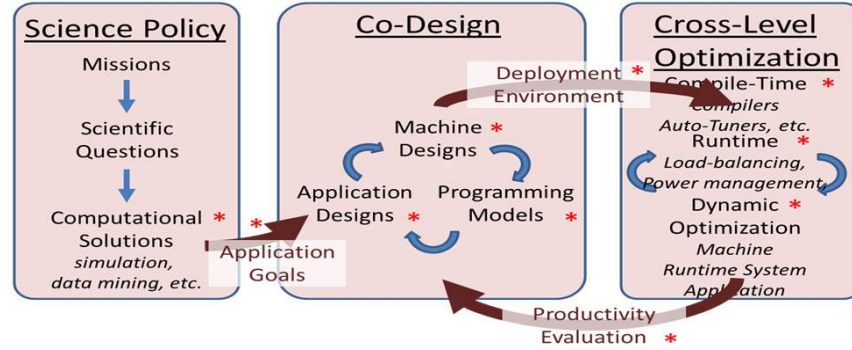 Science Policy
Missions
Scientific
Questions
Computational *
Solutions
simulation,
data mining, etc.
*
Application
Goals
Co-Design
Machine *
Designs
Application
Designs *
Programming
Models *
Deployment *
Environment
Cross-Level
Optimization
Compile-Time *
Compilers
Auto-Tuners, etc.
Runtime *
Load-balancing,
Power management,
Dynamic *
Optimization
Machine
Runtime System
Application
Productivity
Evaluation *